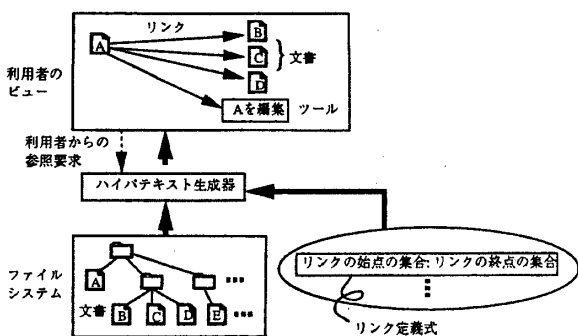 リンク
A
B
C
D
文書
利用者の
ビュー
Aを編集
ツール
利用者からの
参照要求
ハイパテキスト生成器
ファイル
システム
A
文書
B
C
D
E
リンクの始点の集合: リンクの終点の集合
リンク定義式